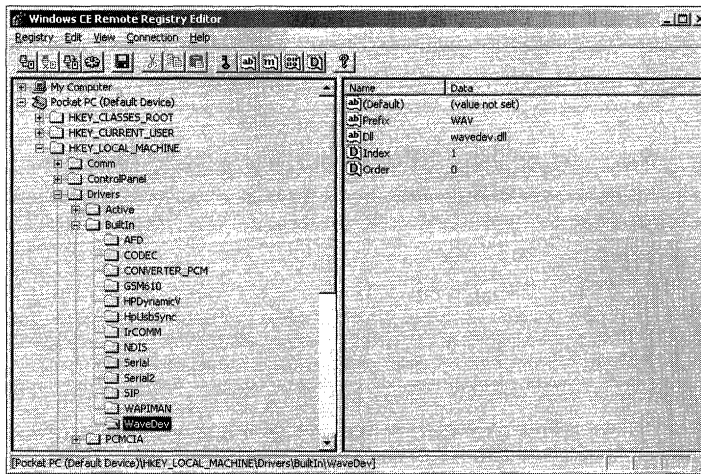 Windows CE Remote Registry Editor
Registry Edit View Connection Help
My Computer
Pocket PC (Default Device)
HKEY_CLASSES_ROOT
HKEY_CURRENT_USER
HKEY_LOCAL_MACHINE
Comm
ControlPanel
Drivers
Active
BuiltIn
AFD
CODEC
CONVERTER_PCM
GSM610
HPDynamicV
HpUsbSync
IrCOMM
NDIS
Serial
Serial2
SIP
WAPIMAN
WaveDev
PCMCIA
Name Data
(Default) (value not set)
Prefix WAV
Dll wavedev.dll
Index 1
Order 0
[Pocket PC (Default Device)\HKEY_LOCAL_MACHINE\Drivers\BuiltIn\WaveDev]